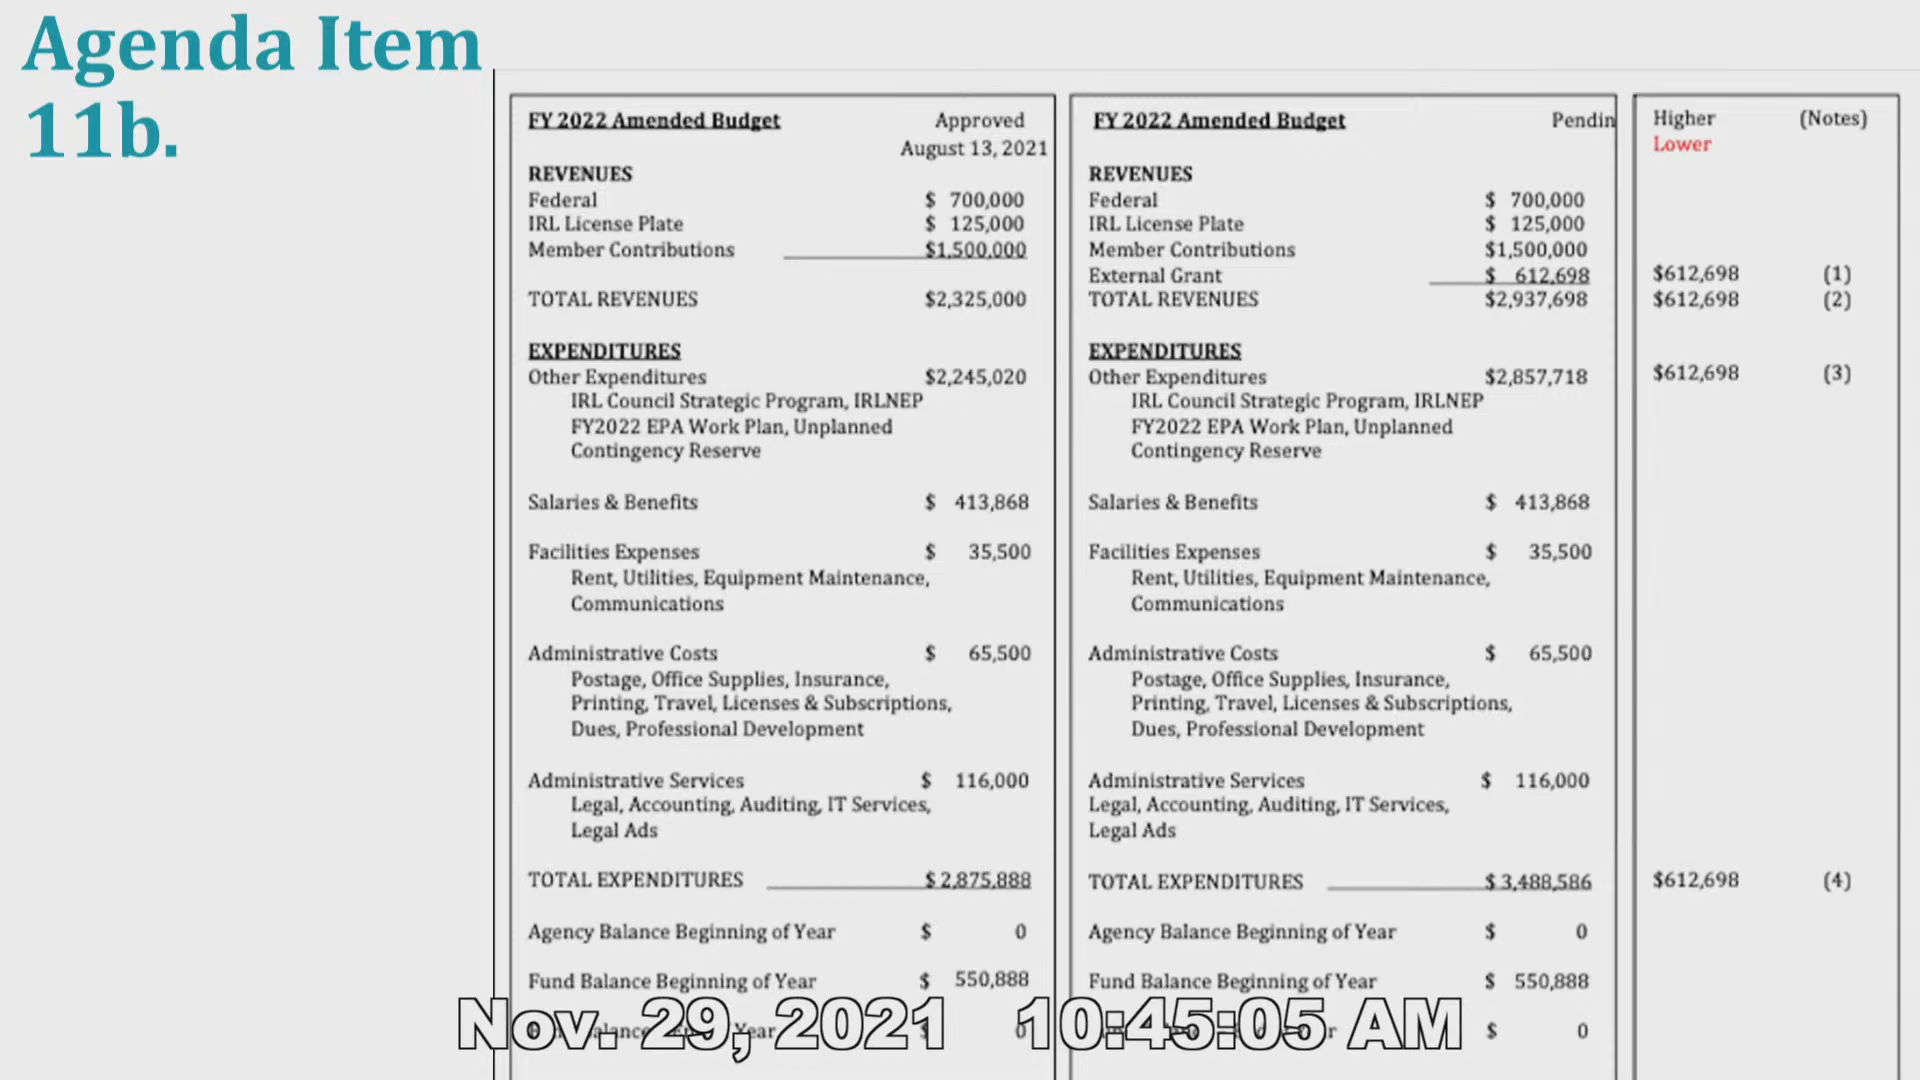 Agenda Item
11b.
FY 2022 Amended Budget Approved
August 13, 2021
REVENUES
Federal $ 700,000
IRL License Plate $ 125,000
Member Contributions $1,500,000
TOTAL REVENUES $2,325,000
EXPENDITURES
Other Expenditures $2,245,020
IRL Council Strategic Program, IRLNEP
FY2022 EPA Work Plan, Unplanned
Contingency Reserve
Salaries & Benefits $ 413,868
Facilities Expenses $ 35,500
Rent, Utilities, Equipment Maintenance,
Communications
Administrative Costs $ 65,500
Postage, Office Supplies, Insurance,
Printing, Travel, Licenses & Subscriptions,
Dues, Professional Development
Administrative Services $ 116,000
Legal, Accounting, Auditing, IT Services,
Legal Ads
TOTAL EXPENDITURES $ 2,875,888
Agency Balance Beginning of Year $ 0
Fund Balance Beginning of Year $ 550,888
FY 2022 Amended Budget Pendin
REVENUES
Federal $ 700,000
IRL License Plate $ 125,000
Member Contributions $1,500,000
External Grant $ 612,698
TOTAL REVENUES $2,937,698
EXPENDITURES
Other Expenditures $2,857,718
IRL Council Strategic Program, IRLNEP
FY2022 EPA Work Plan, Unplanned
Contingency Reserve
Salaries & Benefits $ 413,868
Facilities Expenses $ 35,500
Rent, Utilities, Equipment Maintenance,
Communications
Administrative Costs $ 65,500
Postage, Office Supplies, Insurance,
Printing, Travel, Licenses & Subscriptions,
Dues, Professional Development
Administrative Services $ 116,000
Legal, Accounting, Auditing, IT Services,
Legal Ads
TOTAL EXPENDITURES $ 3,488,586
Agency Balance Beginning of Year $ 0
Fund Balance Beginning of Year $ 550,888
$ 0
Higher (Notes)
Lower
$612,698 (1)
$612,698 (2)
$612,698 (3)
$612,698 (4)
Nov. 29, 2021 10:45:05 AM